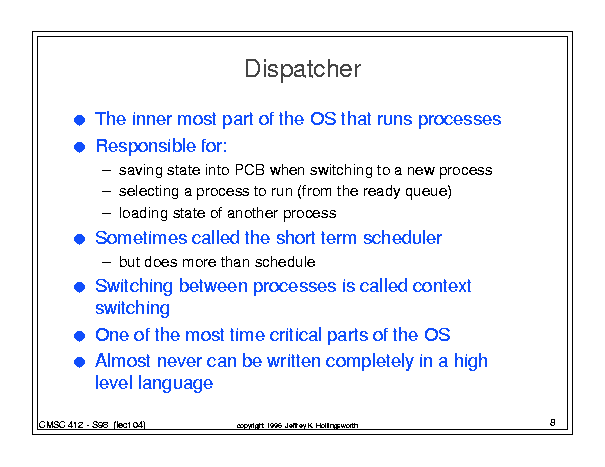 Dispatcher
● The inner most part of the OS that runs processes
● Responsible for:
– saving state into PCB when switching to a new process
– selecting a process to run (from the ready queue)
– loading state of another process
● Sometimes called the short term scheduler
– but does more than schedule
● Switching between processes is called context
switching
● One of the most time critical parts of the OS
● Almost never can be written completely in a high
level language
CMSC 412 - S98 (lect 04)
copyright 1996 Jeffrey K. Hollingsworth
8